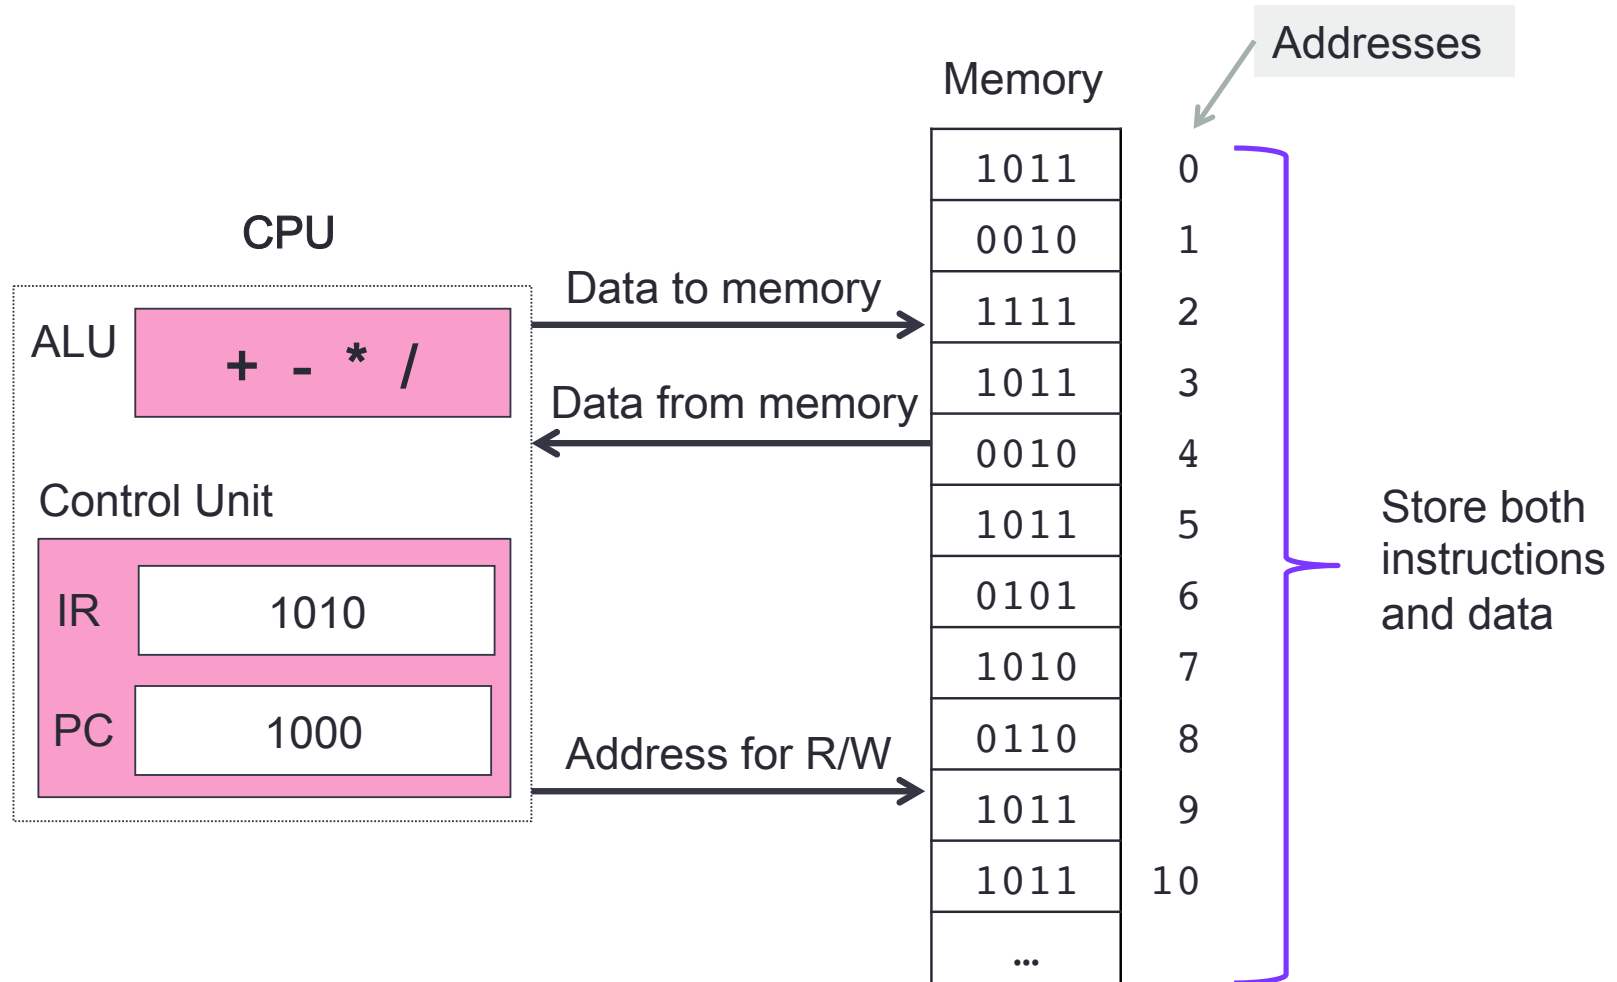 Addresses
Memory
1011 0
0010 1
CPU
Data to memory
1111 2
ALU + - * /
1011 3
Data from memory
0010 4
Control Unit
1011 5
Store both
instructions
and data
IR 1010
0101 6
1010 7
PC 1000
0110 8
Address for R/W
1011 9
1011 10
...